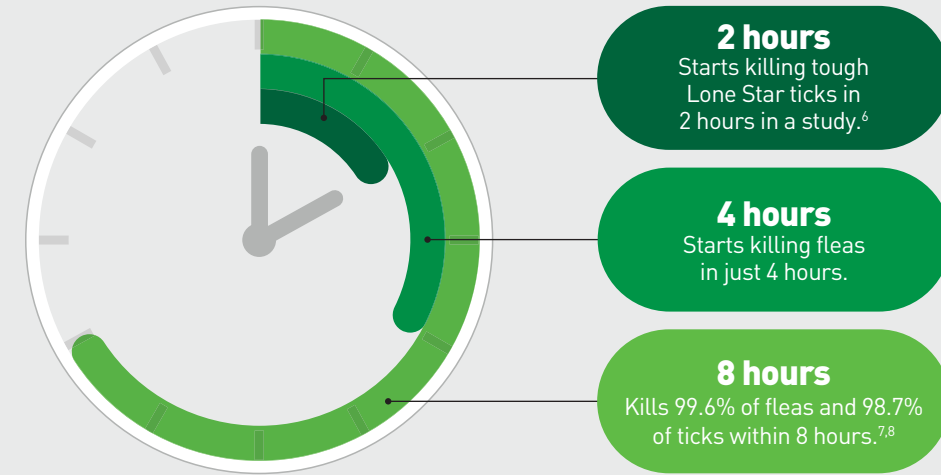 2 hours
Starts killing tough
Lone Star ticks in
2 hours in a study.⁶
4 hours
Starts killing fleas
in just 4 hours.
8 hours
Kills 99.6% of fleas and 98.7%
of ticks within 8 hours.⁷,⁸